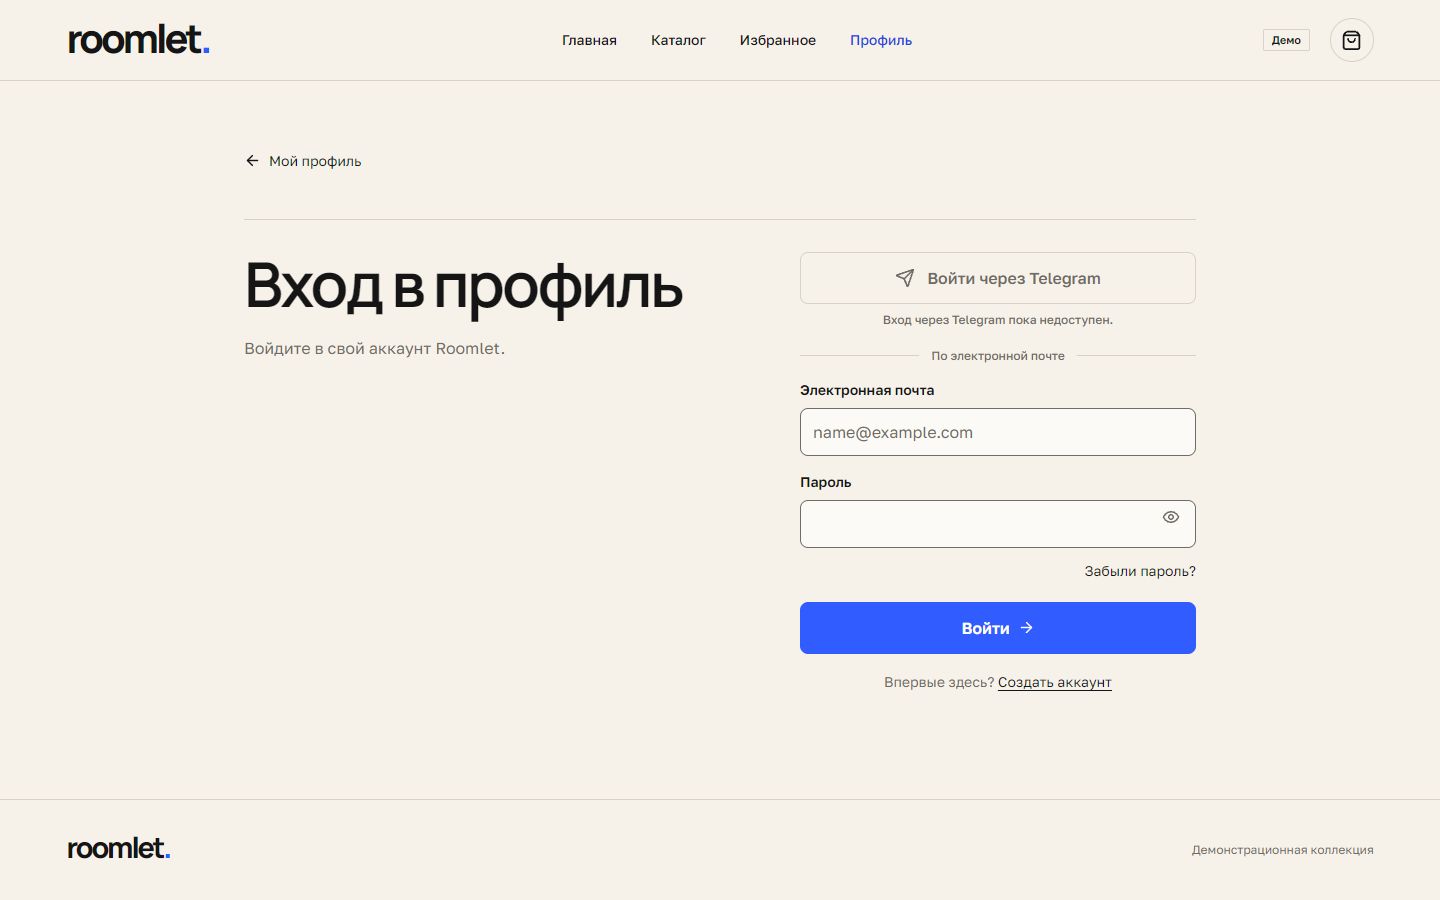 roomlet.
Главная
Каталог
Избранное
Профиль
Демо
Мой профиль
Вход в профиль
Войдите в свой аккаунт Roomlet.
Войти через Telegram
Вход через Telegram пока недоступен.
По электронной почте
Электронная почта
name@example.com
Пароль
Забыли пароль?
Войти
Впервые здесь? Создать аккаунт
roomlet.
Демонстрационная коллекция